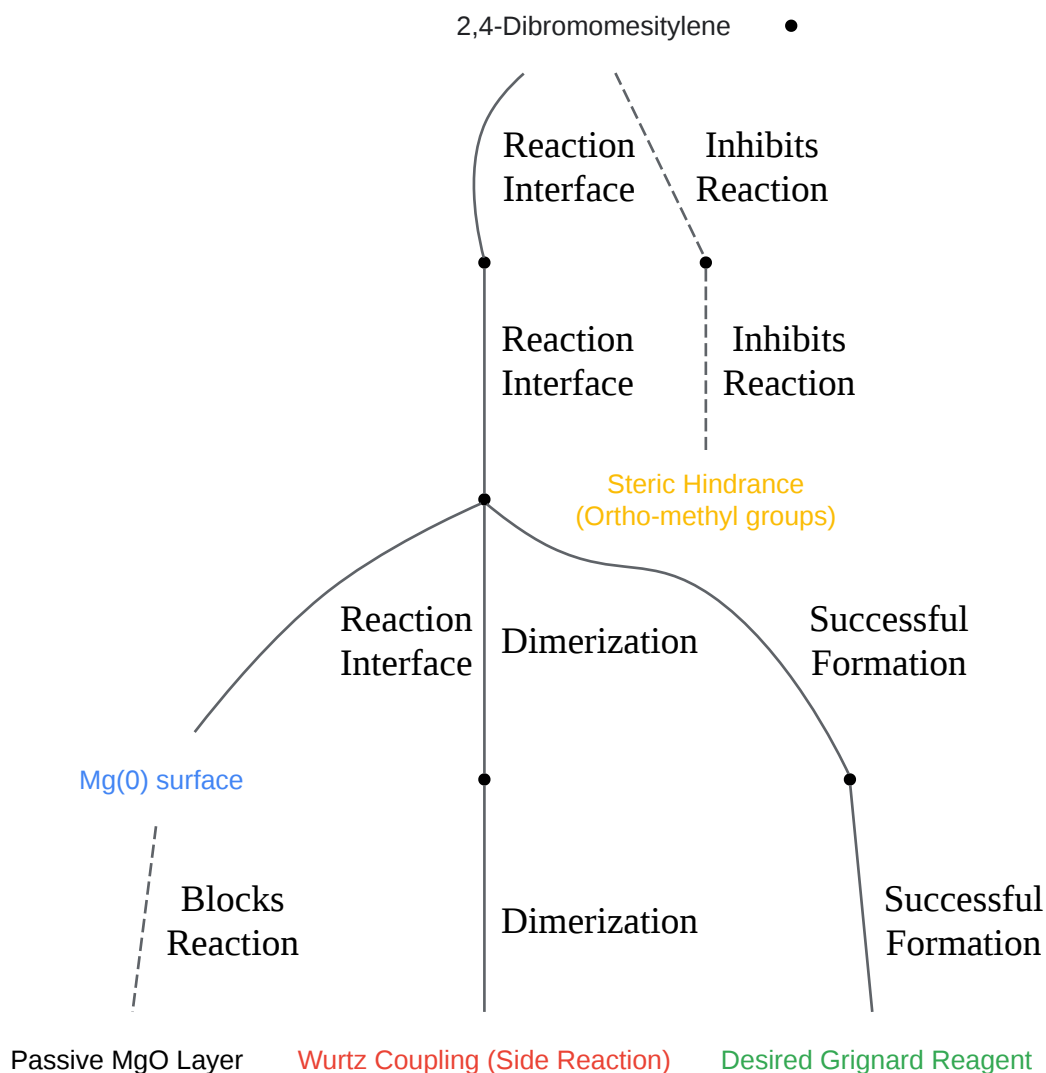 2,4-Dibromomesitylene
Reaction
Interface
Inhibits
Reaction
Reaction
Interface
Inhibits
Reaction
Steric Hindrance
(Ortho-methyl groups)
Reaction
Interface
Dimerization
Successful
Formation
Mg(0) surface
Blocks
Reaction
Dimerization
Successful
Formation
Passive MgO Layer
Wurtz Coupling (Side Reaction)
Desired Grignard Reagent